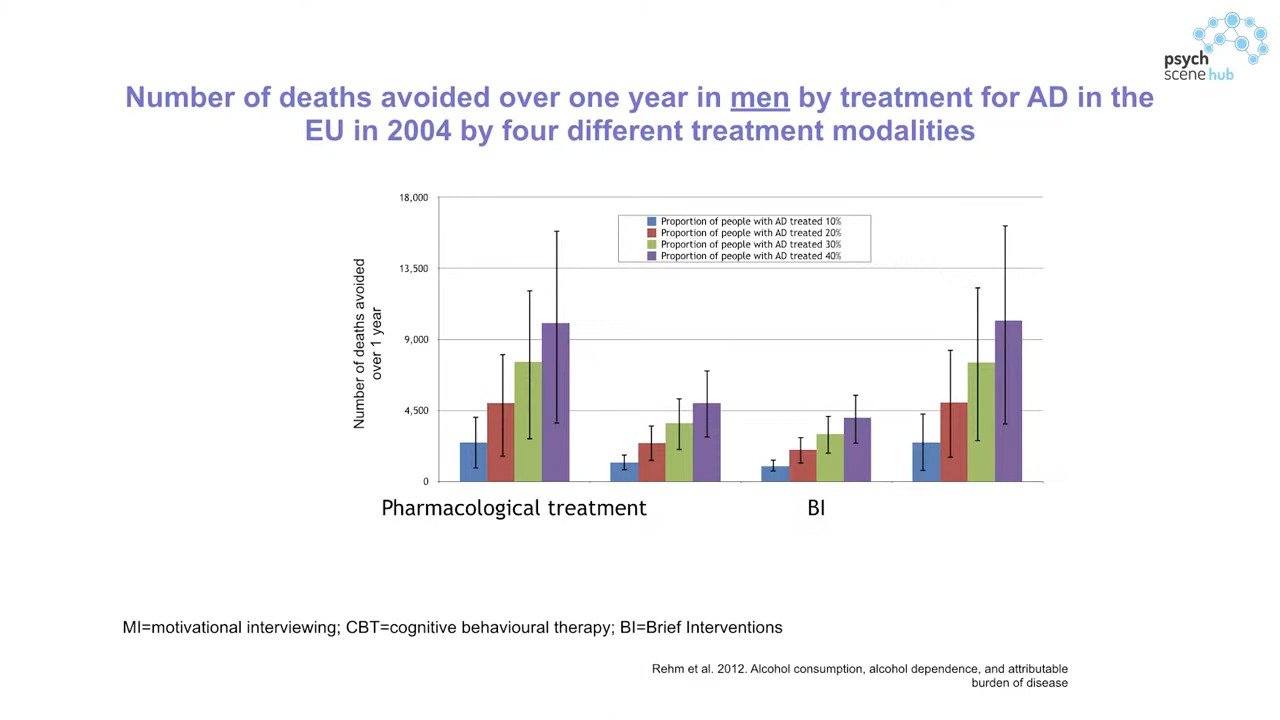 psych
scene hub
Number of deaths avoided over one year in men by treatment for AD in the
EU in 2004 by four different treatment modalities
Number of deaths avoided
over 1 year
18,000
13,500
9,000
4,500
0
Proportion of people with AD treated 10%
Proportion of people with AD treated 20%
Proportion of people with AD treated 30%
Proportion of people with AD treated 40%
Pharmacological treatment
BI
MI=motivational interviewing; CBT=cognitive behavioural therapy; BI=Brief Interventions
Rehm et al. 2012. Alcohol consumption, alcohol dependence, and attributable
burden of disease